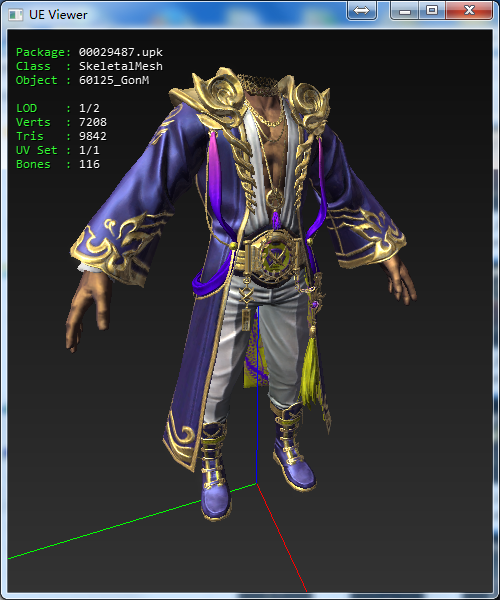 UE Viewer
Package: 00029487.upk
Class  : SkeletalMesh
Object : 60125_GonM
LOD    : 1/2
Verts  : 7208
Tris   : 9842
UV Set : 1/1
Bones  : 116